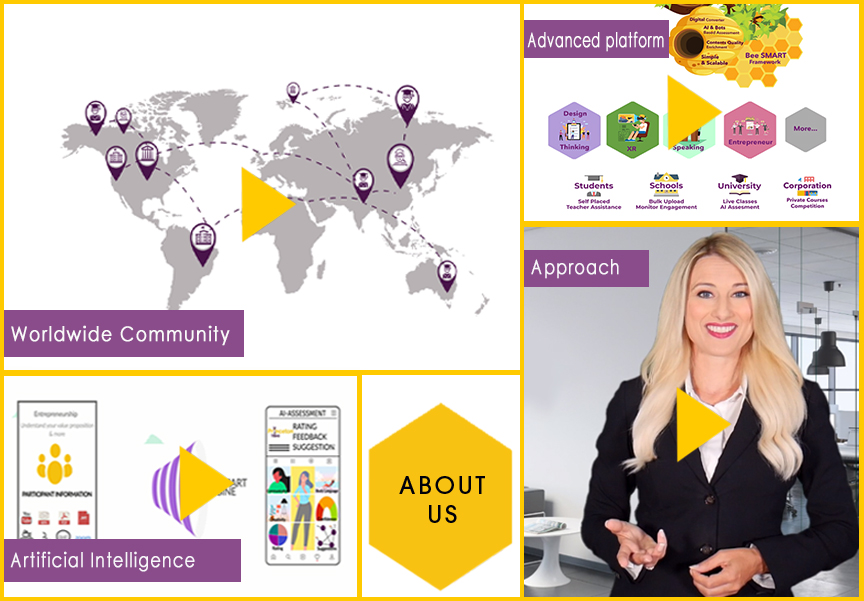 Worldwide Community
Advanced platform
Digital Converter
AI & Bots
Contents Quality
Enrichment
Simple
& Scalable
Bee SMART
Framework
Design
Thinking
XR
Speaking
Entrepreneur
More...
Students
Self Placed
Teacher Assistance
Schools
Bulk Upload
Monitor Engagement
University
Live Classes
AI Assesment
Corporation
Private Courses
Competition
Approach
Entrepreneurship
Understand your value proposition
& more
PARTICIPANT INFORMATION
AI-ASSESSMENT
RATING
FEEDBACK
SUGGESTION
Artificial Intelligence
ABOUT
US